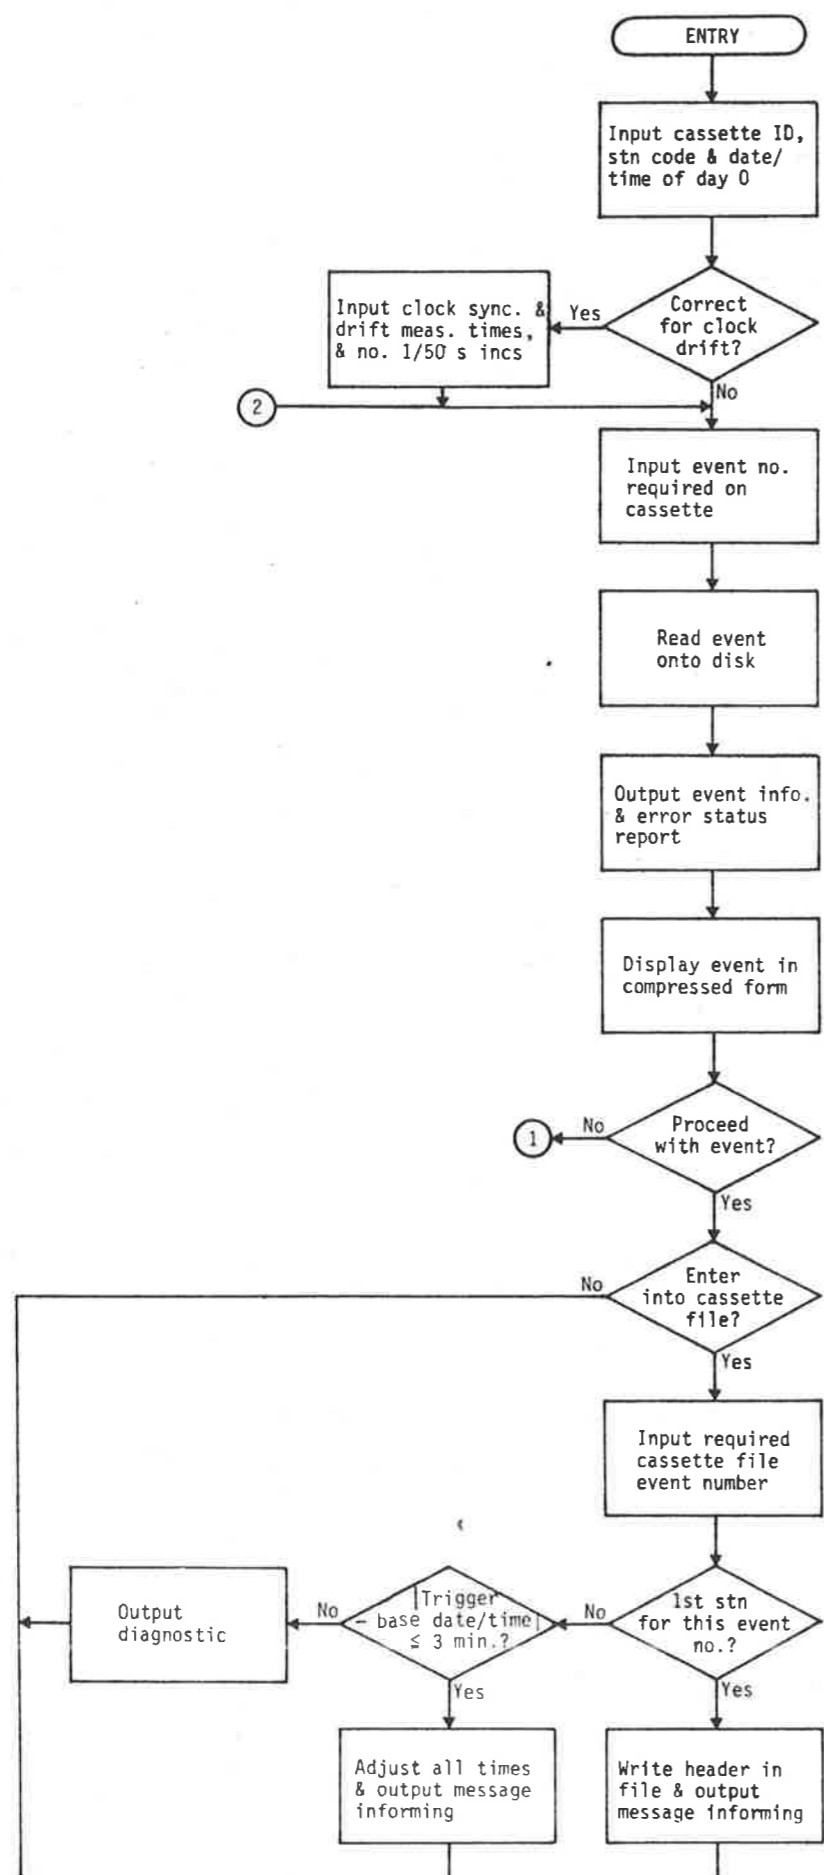 ENTRY
Input cassette ID,
stn code & date/
time of day 0
Correct
for clock
drift?
Yes
Input clock sync. &
drift meas. times,
& no. 1/50 s incs
No
2
Input event no.
required on
cassette
Read event
onto disk
Output event info.
& error status
report
Display event in
compressed form
Proceed
with event?
No
1
Yes
Enter
into cassette
file?
No
Yes
Input required
cassette file
event number
1st stn
for this event
no.?
No
|Trigger
- base date/time|
≤ 3 min.?
No
Output
diagnostic
Yes
Yes
Adjust all times
& output message
informing
Write header in
file & output
message informing